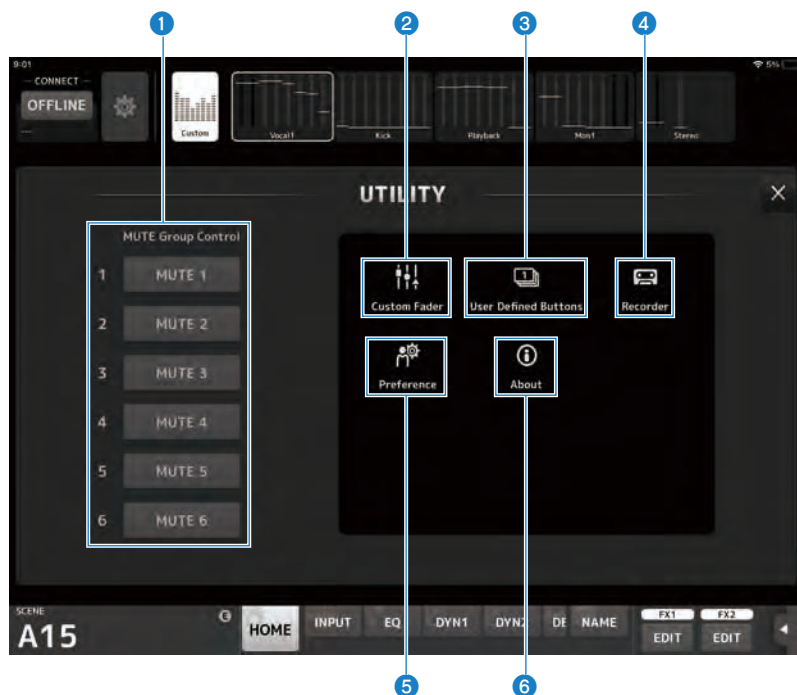 1 2 3 4
9:01 5%
CONNECT
OFFLINE
--
Custom Vocal1 Kick Playback Mon1 Stereo
UTILITY
MUTE Group Control
1 MUTE 1
2 MUTE 2
3 MUTE 3
4 MUTE 4
5 MUTE 5
6 MUTE 6
Custom Fader User Defined Buttons Recorder
1
Preference About
SCENE
A15
E
HOME INPUT EQ DYN1 DYN2 DE NAME
FX1 FX2
EDIT EDIT
5 6